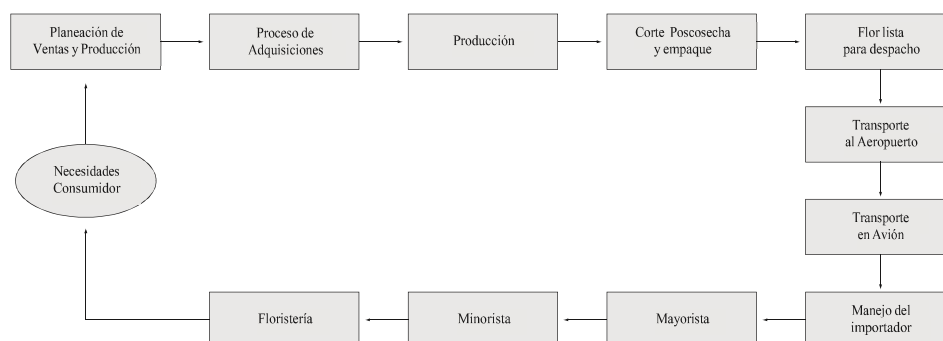 Planeación de
Ventas y Producción
Proceso de
Adquisiciones
Producción
Corte Poscosecha
y empaque
Flor lista
para despacho
Transporte
al Aeropuerto
Necesidades
Consumidor
Transporte
en Avión
Floristería
Minorista
Mayorista
Manejo del
importador